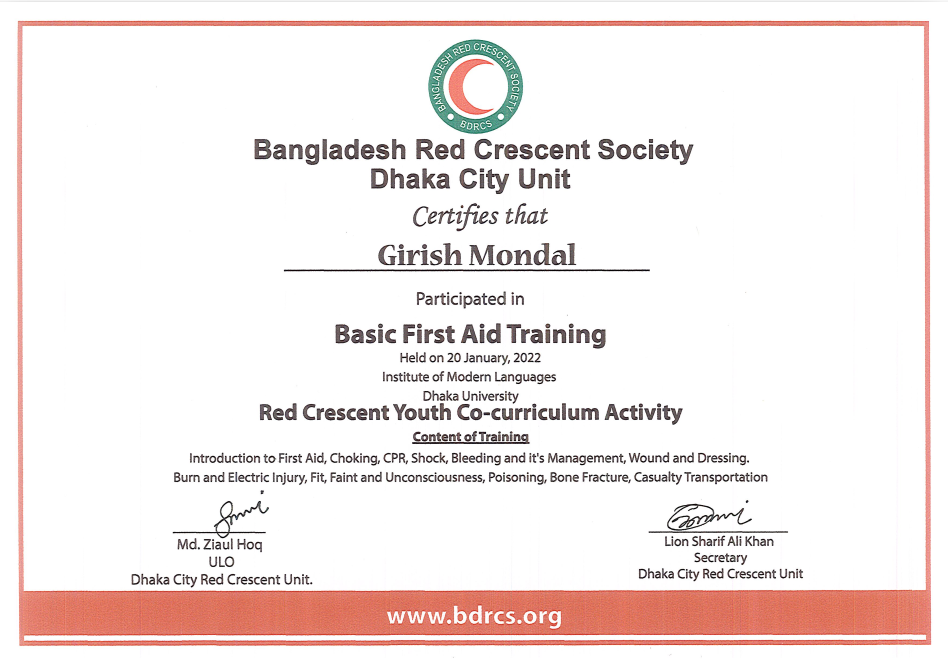 BANGLADESH RED CRESCENT SOCIETY
BDRCS
Bangladesh Red Crescent Society
Dhaka City Unit
Certifies that
Girish Mondal
Participated in
Basic First Aid Training
Held on 20 January, 2022
Institute of Modern Languages
Dhaka University
Red Crescent Youth Co-curriculum Activity
Content of Training
Introduction to First Aid, Choking, CPR, Shock, Bleeding and it's Management, Wound and Dressing.
Burn and Electric Injury, Fit, Faint and Unconsciousness, Poisoning, Bone Fracture, Casualty Transportation
Md. Ziaul Hoq
ULO
Dhaka City Red Crescent Unit.
Lion Sharif Ali Khan
Secretary
Dhaka City Red Crescent Unit
www.bdrcs.org